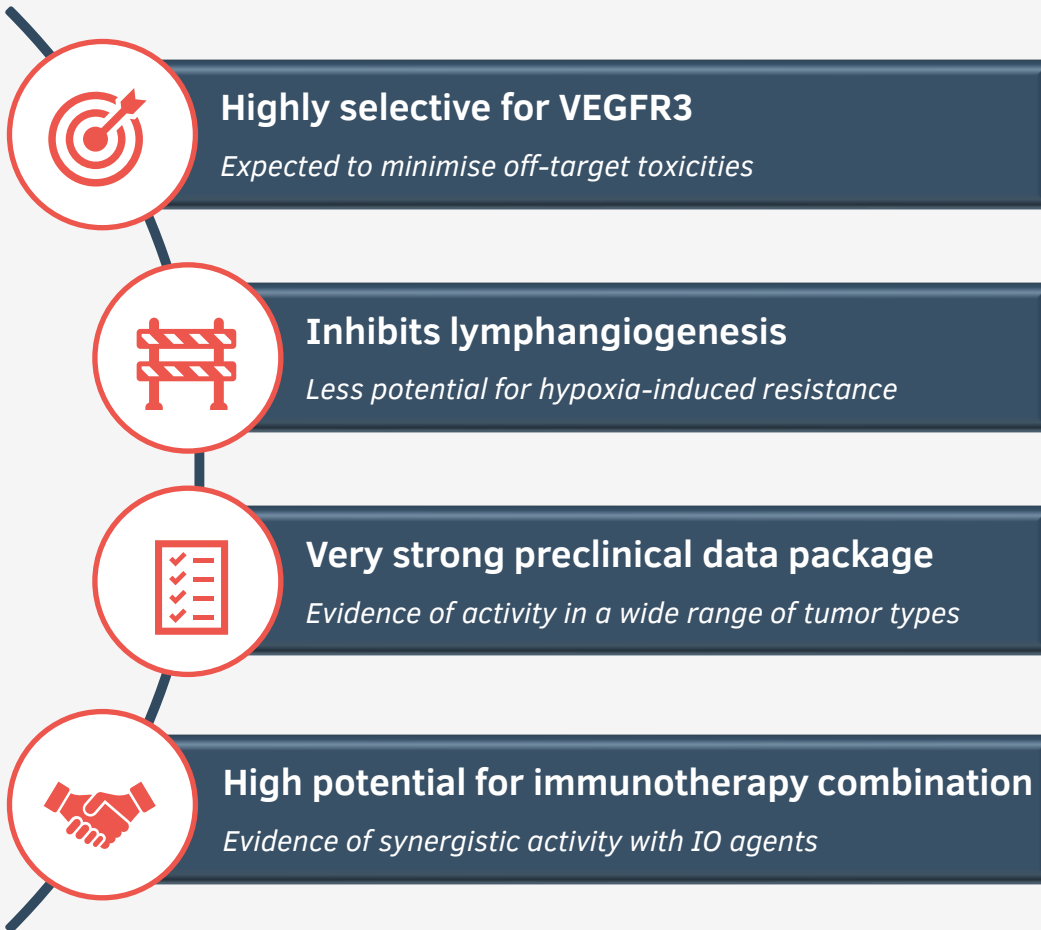 Highly selective for VEGFR3
Expected to minimise off-target toxicities
Inhibits lymphangiogenesis
Less potential for hypoxia-induced resistance
Very strong preclinical data package
Evidence of activity in a wide range of tumor types
High potential for immunotherapy combination
Evidence of synergistic activity with IO agents